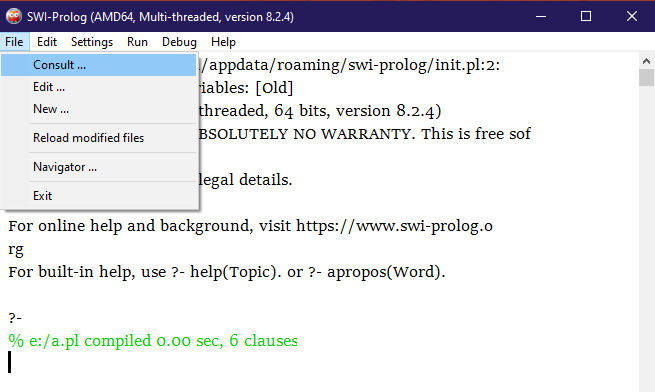 SWI-Prolog (AMD64, Multi-threaded, version 8.2.4)
File Edit Settings Run Debug Help
Consult ...
Edit ...
New ...
Reload modified files
Navigator ...
Exit
/appdata/roaming/swi-prolog/init.pl:2:
riables: [Old]
threaded, 64 bits, version 8.2.4)
BSOLUTELY NO WARRANTY. This is free sof
legal details.
For online help and background, visit https://www.swi-prolog.o
rg
For built-in help, use ?- help(Topic). or ?- apropos(Word).
?-
% e:/a.pl compiled 0.00 sec, 6 clauses